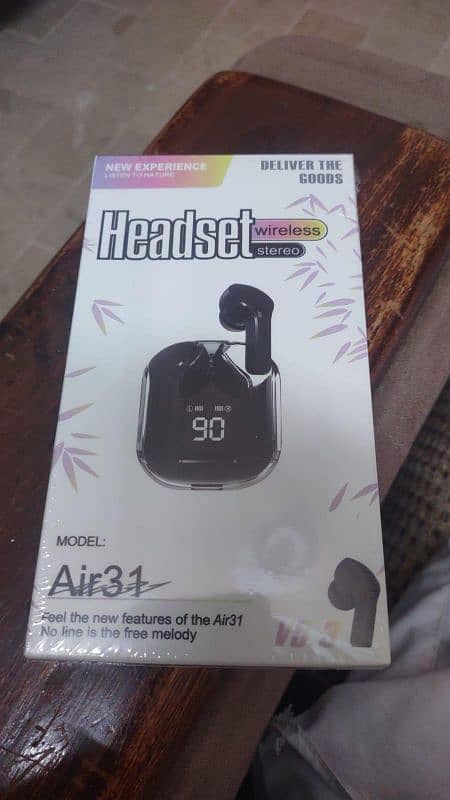 NEW EXPERIENCE
LISTEN TO NATURE
DELIVER THE
GOODS
Headset
wireless
stereo
L R
90
MODEL:
Air31
Feel the new features of the Air31
No line is the free melody